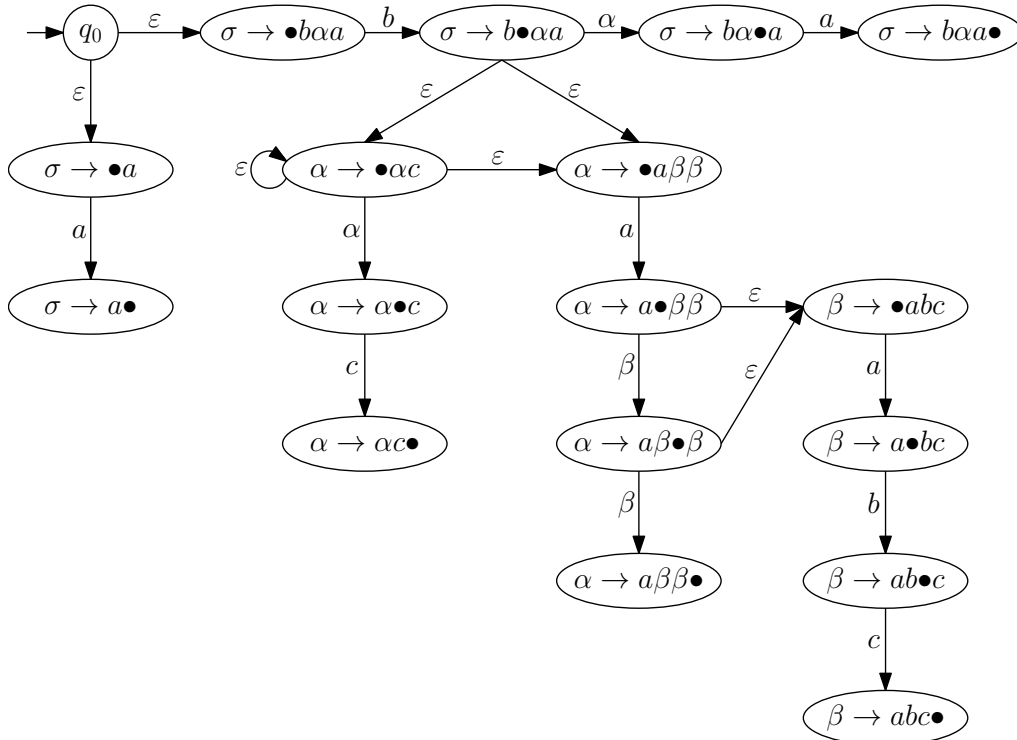 q₀ ε σ → ●bαa b σ → b●αa α σ → bα●a a σ → bαa●
ε ε ε
σ → ●a ε α → ●αc ε α → ●aββ
a α a
σ → a● α → α●c α → a●ββ ε β → ●abc
c β ε a
α → αc● α → aβ●β β → a●bc
β b
α → aββ● β → ab●c
c
β → abc●